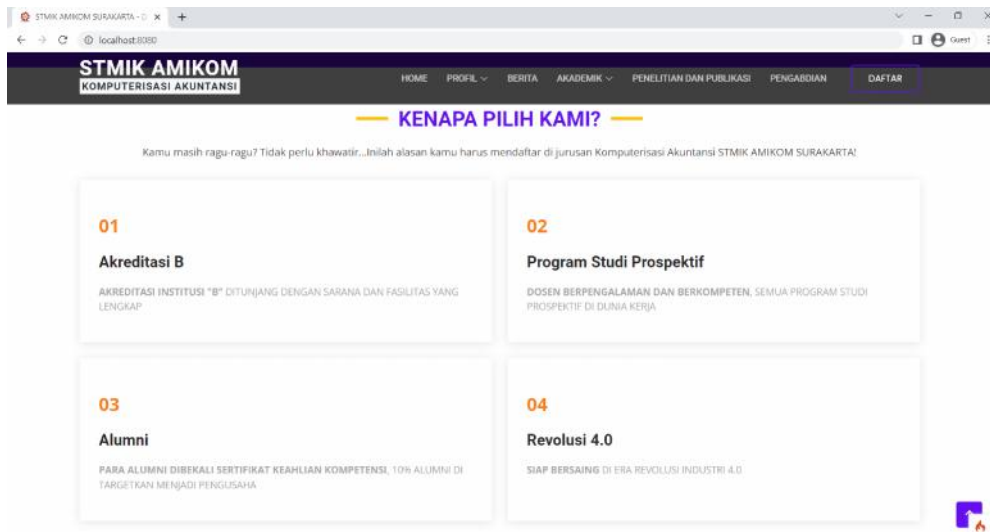 STMIK AMIKOM SURAKARTA - D
localhost:8080
Guest
STMIK AMIKOM
KOMPUTERISASI AKUNTANSI
HOME PROFIL BERITA AKADEMIK PENELITIAN DAN PUBLIKASI PENGABDIAN DAFTAR
KENAPA PILIH KAMI?
Kamu masih ragu-ragu? Tidak perlu khawatir...Inilah alasan kamu harus mendaftar di jurusan Komputerisasi Akuntansi STMIK AMIKOM SURAKARTA!
01
Akreditasi B
AKREDITASI INSTITUSI "B" DITUNJANG DENGAN SARANA DAN FASILITAS YANG
LENGKAP
02
Program Studi Prospektif
DOSEN BERPENGALAMAN DAN BERKOMPETEN, SEMUA PROGRAM STUDI
PROSPEKTIF DI DUNIA KERJA
03
Alumni
PARA ALUMNI DIBEKALI SERTIFIKAT KEAHLIAN KOMPETENSI, 10% ALUMNI DI
TARGETKAN MENJADI PENGUSAHA
04
Revolusi 4.0
SIAP BERSAING DI ERA REVOLUSI INDUSTRI 4.0